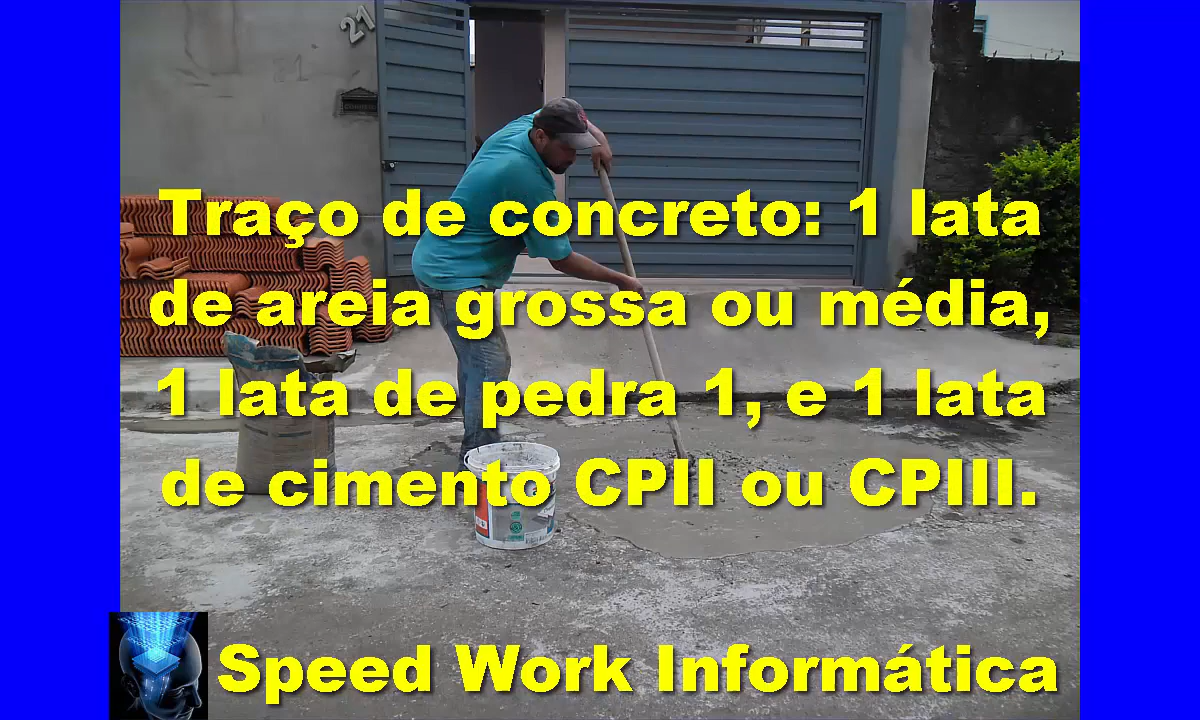 21
Traço de concreto: 1 lata
de areia grossa ou média,
1 lata de pedra 1, e 1 lata
de cimento CPII ou CPIII.
Speed Work Informática